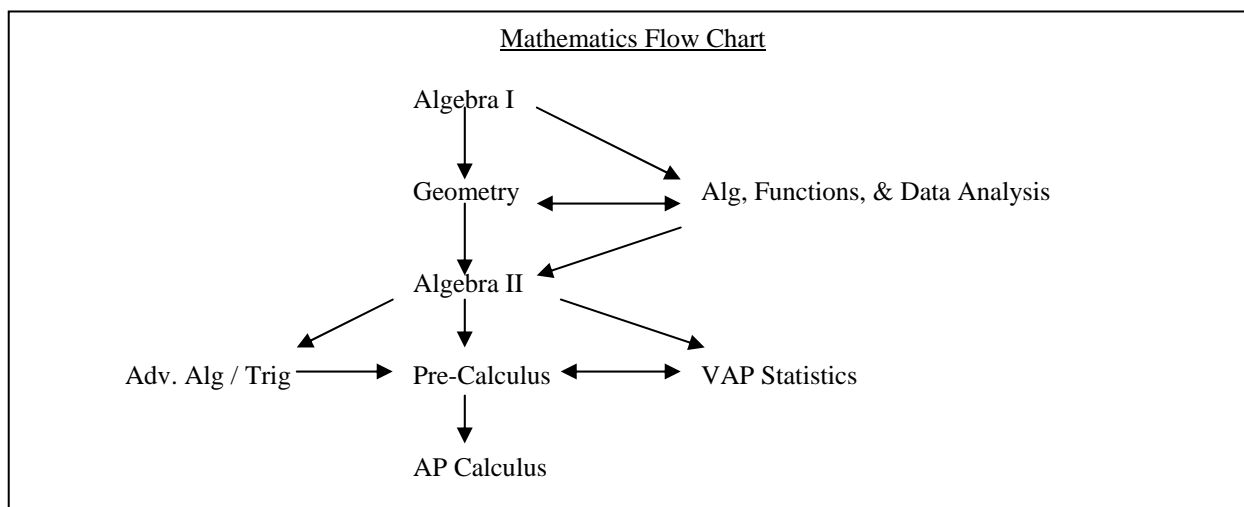 Mathematics Flow Chart
Algebra I
Geometry
Alg, Functions, & Data Analysis
Algebra II
Adv. Alg / Trig
Pre-Calculus
VAP Statistics
AP Calculus